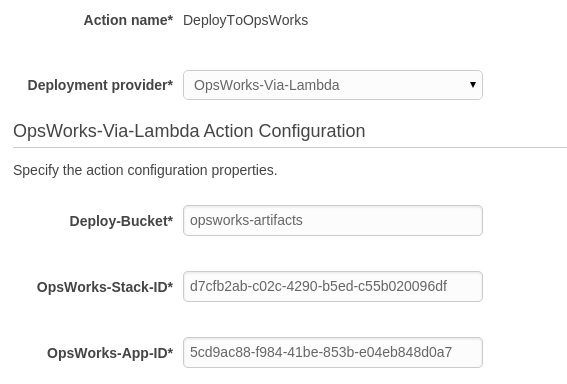 Action name* DeployToOpsWorks
Deployment provider* OpsWorks-Via-Lambda
OpsWorks-Via-Lambda Action Configuration
Specify the action configuration properties.
Deploy-Bucket* opsworks-artifacts
OpsWorks-Stack-ID* d7cfb2ab-c02c-4290-b5ed-c55b020096df
OpsWorks-App-ID* 5cd9ac88-f984-41be-853b-e04eb848d0a7